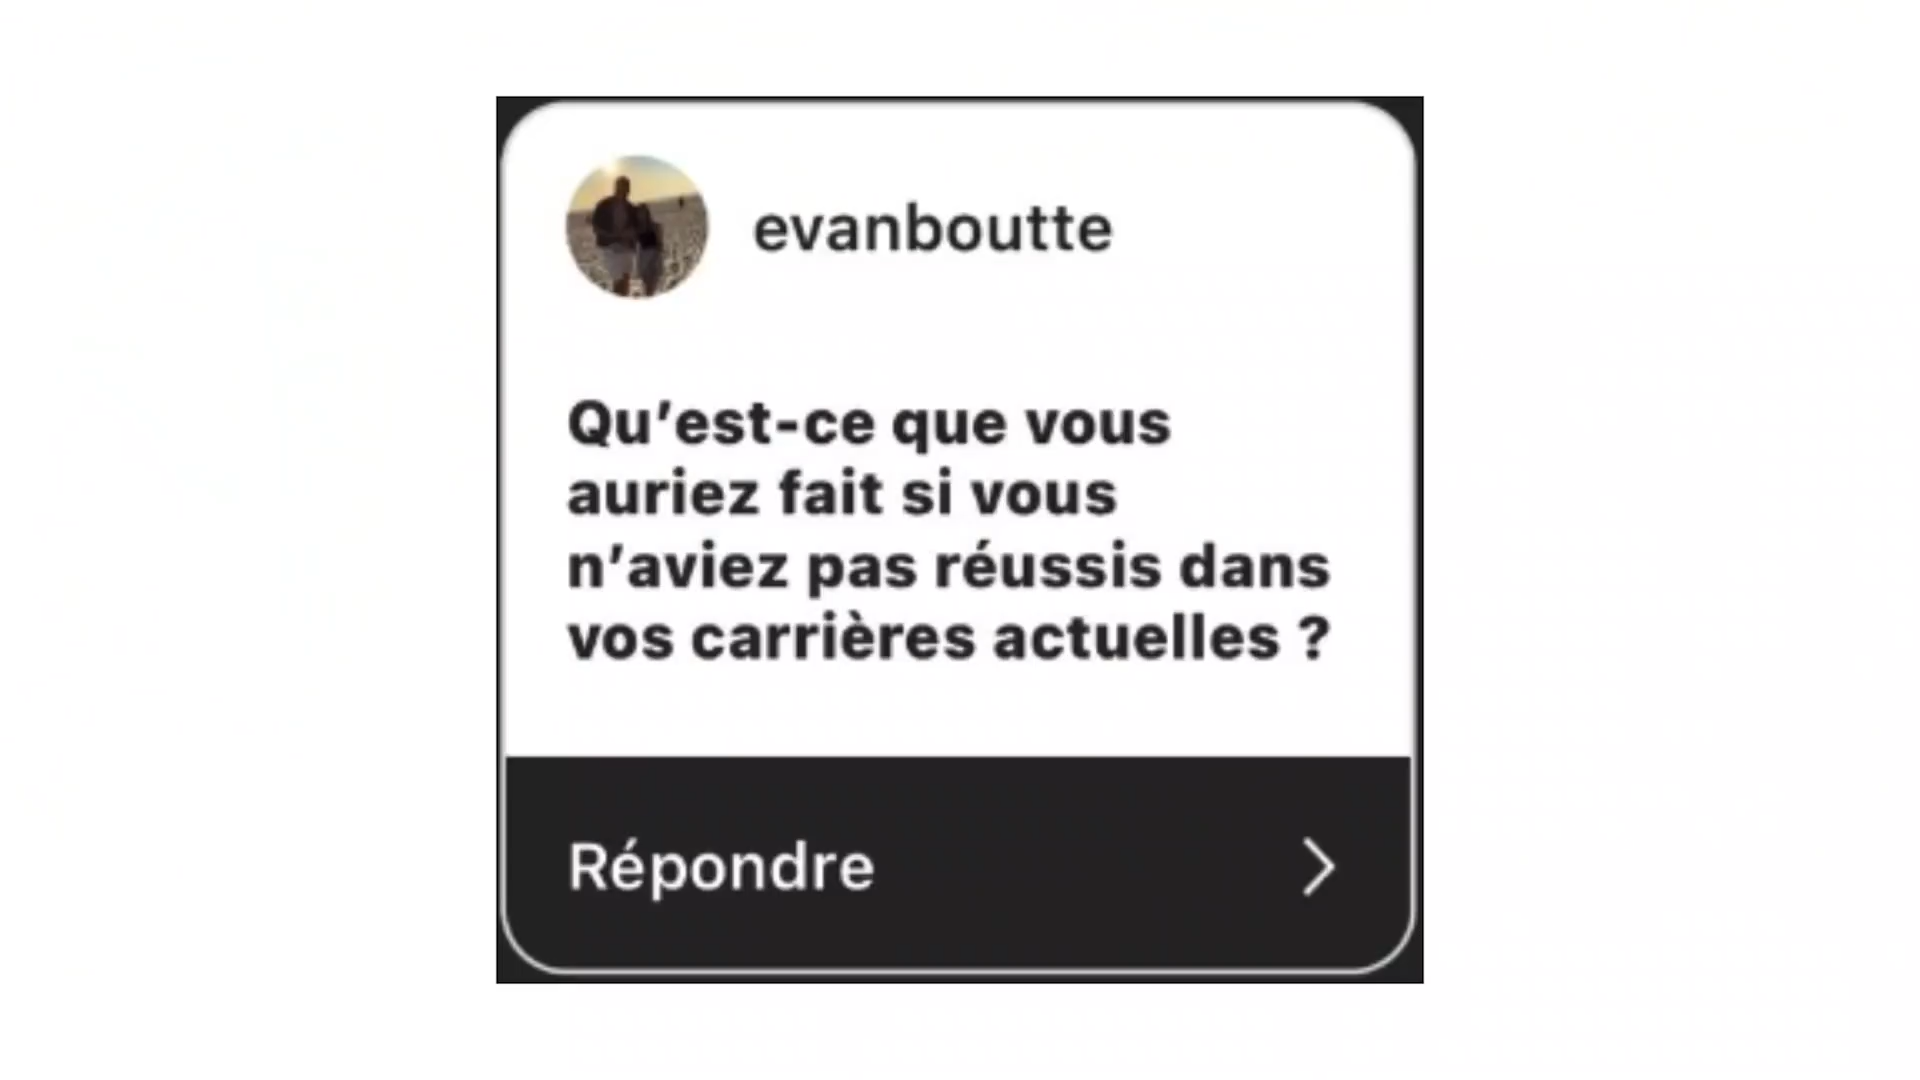 evanboutte
Qu’est-ce que vous
auriez fait si vous
n’aviez pas réussis dans
vos carrières actuelles ?
Répondre